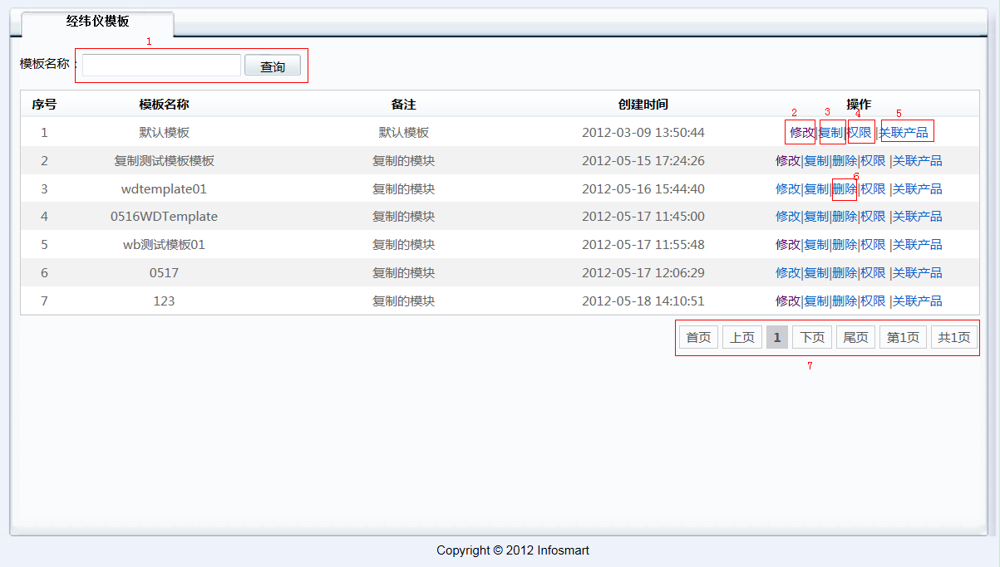 经纬仪模板
1
模板名称： 查询
序号 模板名称 备注 创建时间 操作
2 3 4 5
1 默认模板 默认模板 2012-03-09 13:50:44 修改|复制|权限 |关联产品
2 复制测试模板模板 复制的模块 2012-05-15 17:24:26 修改|复制|删除|权限 |关联产品
6
3 wdtemplate01 复制的模块 2012-05-16 15:44:40 修改|复制|删除|权限 |关联产品
4 0516WDTemplate 复制的模块 2012-05-17 11:45:00 修改|复制|删除|权限 |关联产品
5 wb测试模板01 复制的模块 2012-05-17 11:55:48 修改|复制|删除|权限 |关联产品
6 0517 复制的模块 2012-05-17 12:06:29 修改|复制|删除|权限 |关联产品
7 123 复制的模块 2012-05-18 14:10:51 修改|复制|删除|权限 |关联产品
首页 上页 1 下页 尾页 第1页 共1页
7
Copyright © 2012 Infosmart